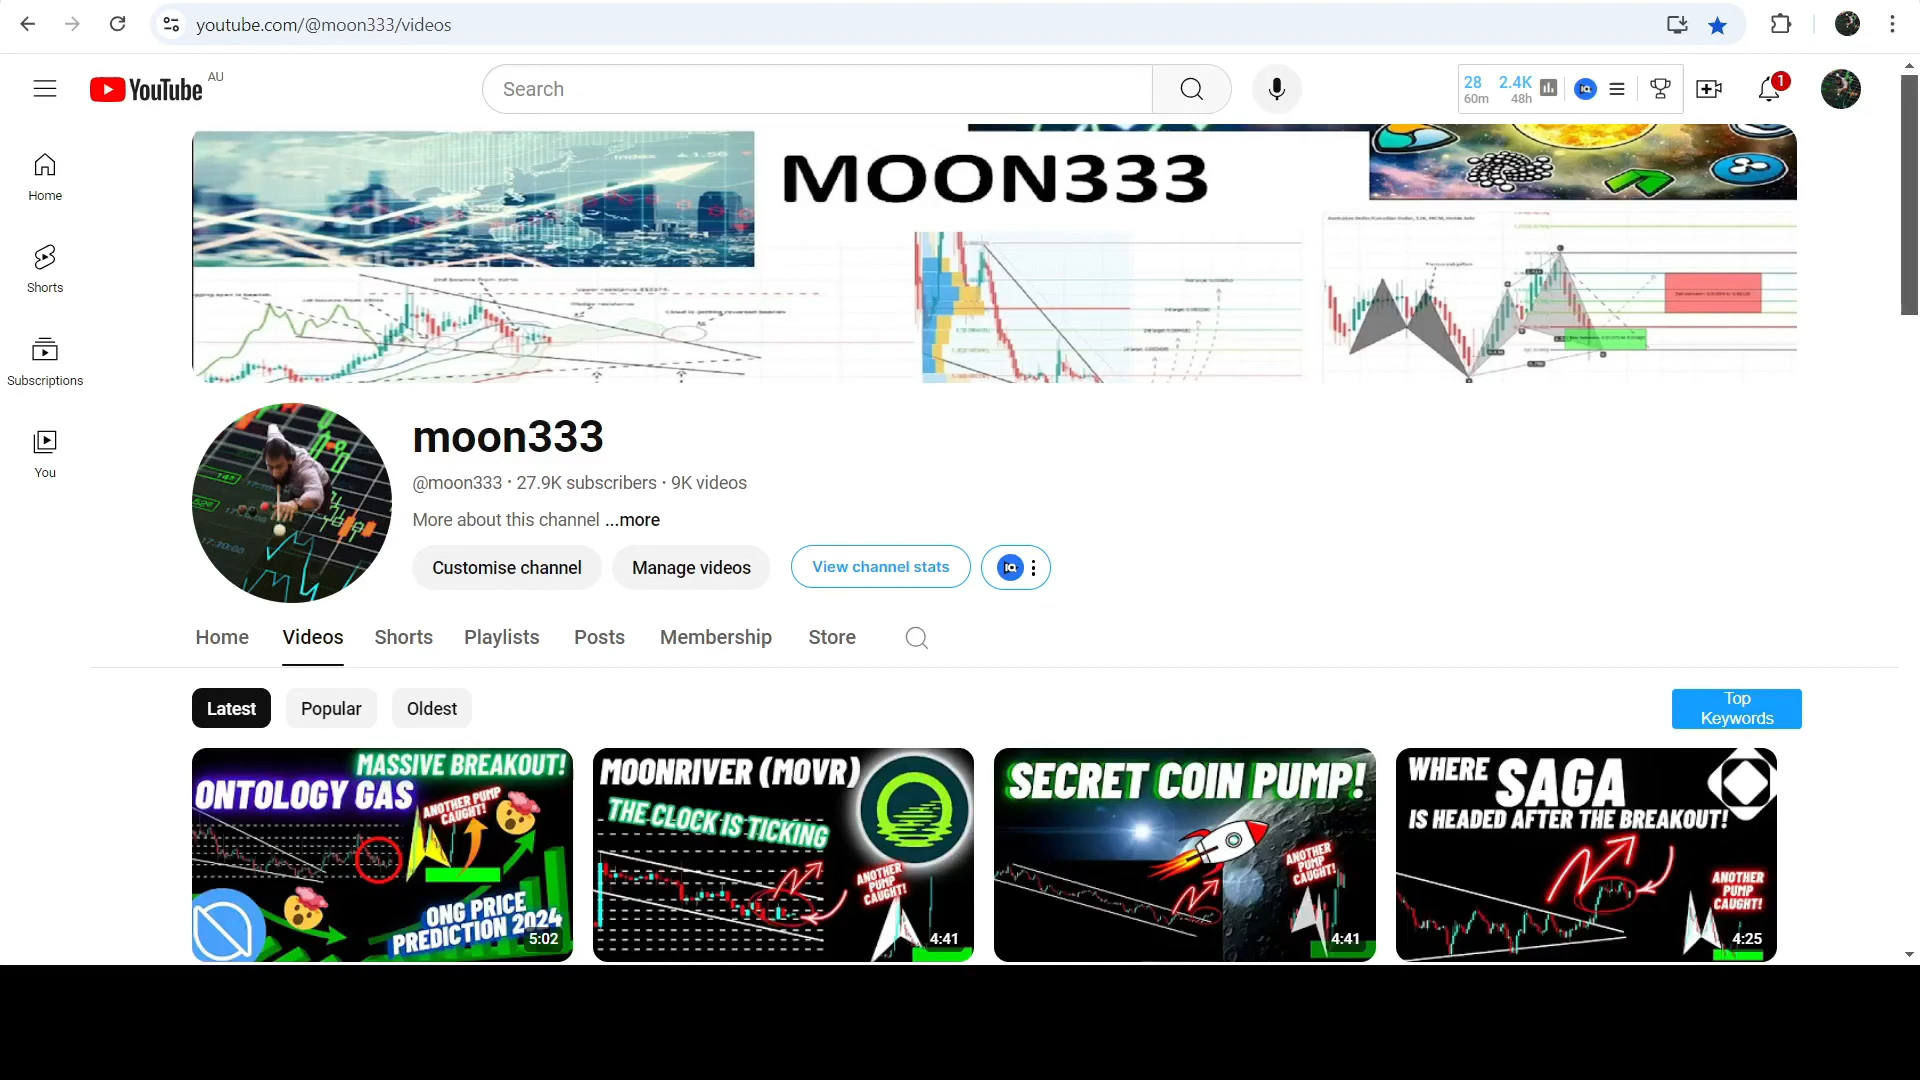 youtube.com/@moon333/videos
YouTube AU
Search
28 2.4K
60m 48h
1
Home
Shorts
Subscriptions
You
Index ▲1.56
MOON333
moon333
@moon333 · 27.9K subscribers · 9K videos
More about this channel ...more
Customise channel
Manage videos
View channel stats
Home
Videos
Shorts
Playlists
Posts
Membership
Store
Latest
Popular
Oldest
Top
Keywords
MASSIVE BREAKOUT!
ONTOLOGY GAS
ANOTHER PUMP
CAUGHT!
ONG PRICE
PREDICTION 2024
5:02
MOONRIVER (MOVR)
THE CLOCK IS TICKING
ANOTHER
PUMP
CAUGHT!
4:41
SECRET COIN PUMP!
ANOTHER
PUMP
CAUGHT!
4:41
WHERE SAGA
IS HEADED AFTER THE BREAKOUT!
ANOTHER
PUMP
CAUGHT!
4:25